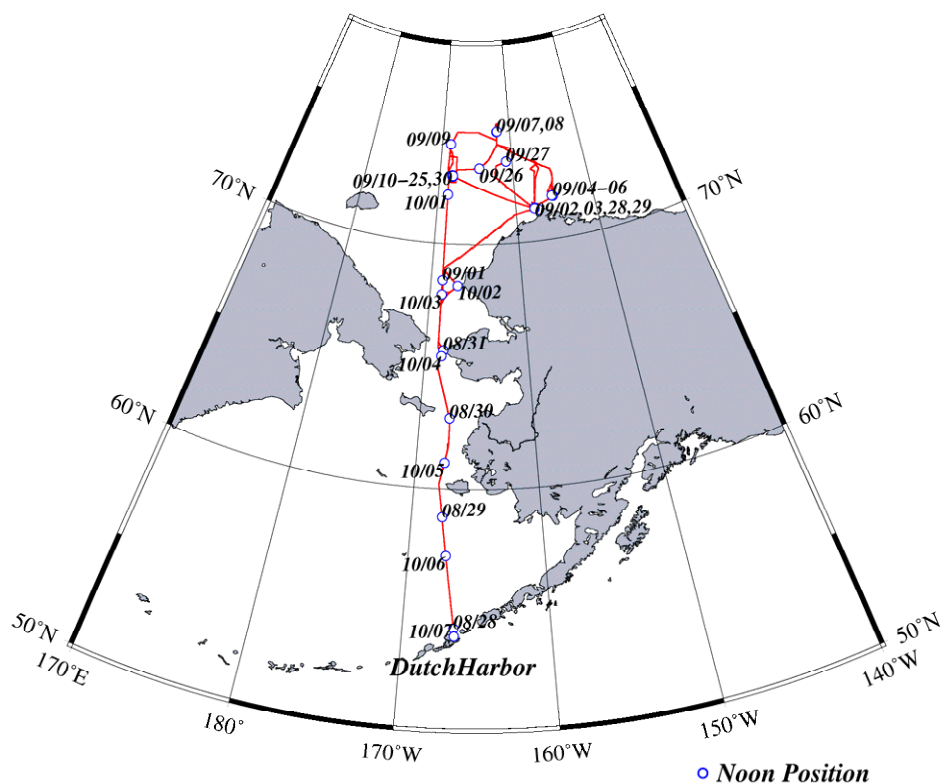 09/07,08
09/09
09/27
09/26
09/10−25,30
09/04−06
70˚N
70˚N
10/01
09/02,03,28,29
09/01
10/02
10/03
08/31
10/04
60˚N
60˚N
08/30
10/05
08/29
10/06
08/28
10/07
50˚N
50˚N
DutchHarbor
170˚E
140˚W
180˚
150˚W
170˚W
160˚W
Noon Position